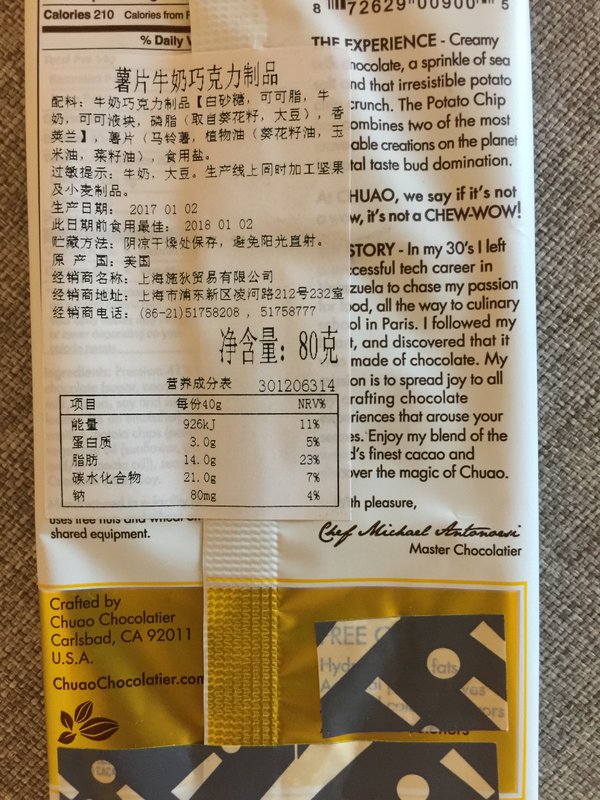 Calories 210 Calories from F
% Daily V
8 72629 00900 5
薯片牛奶巧克力制品
配料：牛奶巧克力制品【白砂糖，可可脂，牛
奶，可可液块，磷脂（取自葵花籽，大豆），香
荚兰】，薯片（马铃薯，植物油（葵花籽油，玉
米油，菜籽油），食用盐。
过敏提示：牛奶、大豆。生产线上同时加工坚果
及小麦制品。
生产日期： 2017 01 02
此日期前食用最佳： 2018 01 02
贮藏方法：阴凉干燥处保存，避免阳光直射。
原 产 国：美国
经销商名称：上海施狄贸易有限公司
经销商地址：上海市浦东新区凌河路212号232室
经销商电话：(86-21)51758208 , 51758777
净含量：80克
营养成分表 301206314
项目 每份40g NRV%
能量 926kJ 11%
蛋白质 3.0g 5%
脂肪 14.0g 23%
碳水化合物 21.0g 7%
钠 80mg 4%
shared equipment.
THE EXPERIENCE - Creamy
hocolate, a sprinkle of sea
nd that irresistible potato
crunch. The Potato Chip
ombines two of the most
able creations on the planet
tal taste bud domination.
At CHUAO, we say if it's not
w, it's not a CHEW-WOW!
STORY - In my 30's I left
ccessful tech career in
zuela to chase my passion
od, all the way to culinary
ol in Paris. I followed my
t, and discovered that it
made of chocolate. My
on is to spread joy to all
rafting chocolate
riences that arouse your
es. Enjoy my blend of the
d's finest cacao and
over the magic of Chuao.
th pleasure,
Chef Michael Antonorsi
Master Chocolatier
Crafted by
Chuao Chocolatier
Carlsbad, CA 92011
U.S.A.
ChuaoChocolatier.com
FREE
Hyd fats